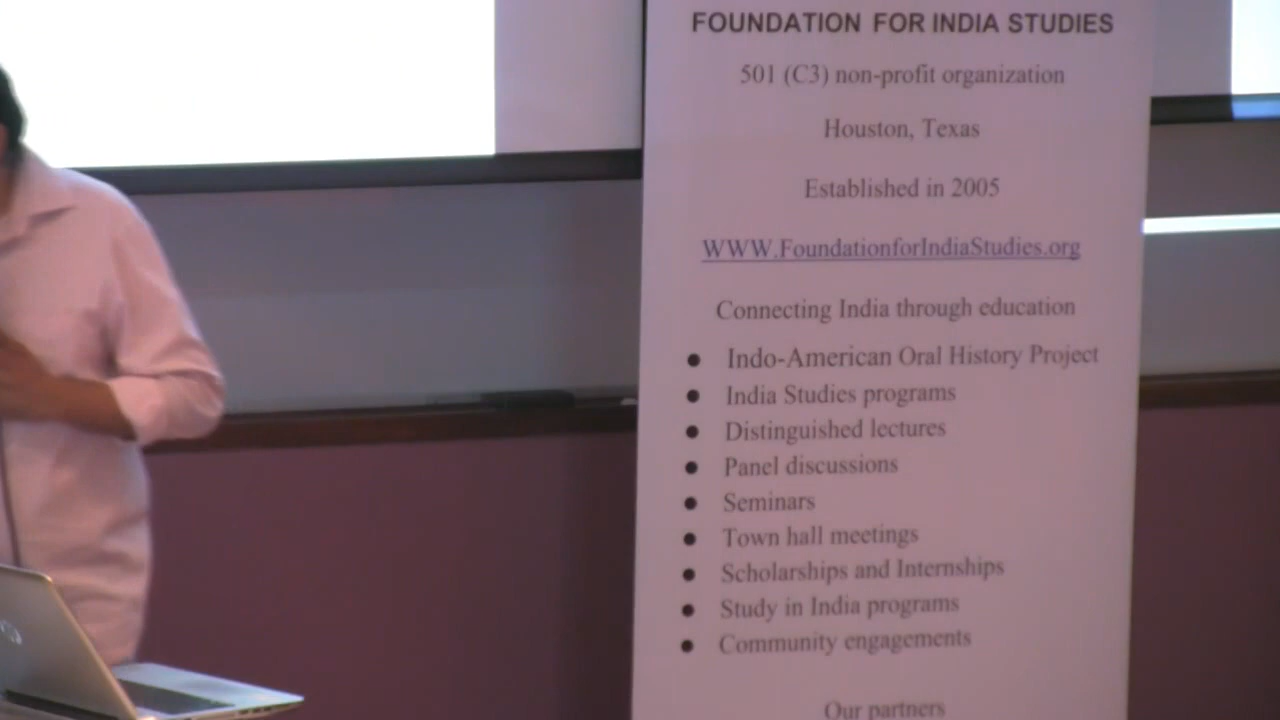 FOUNDATION FOR INDIA STUDIES
501 (C3) non-profit organization
Houston, Texas
Established in 2005
WWW.FoundationforIndiaStudies.org
Connecting India through education
● Indo-American Oral History Project
● India Studies programs
● Distinguished lectures
● Panel discussions
● Seminars
● Town hall meetings
● Scholarships and Internships
● Study in India programs
● Community engagements
Our partners